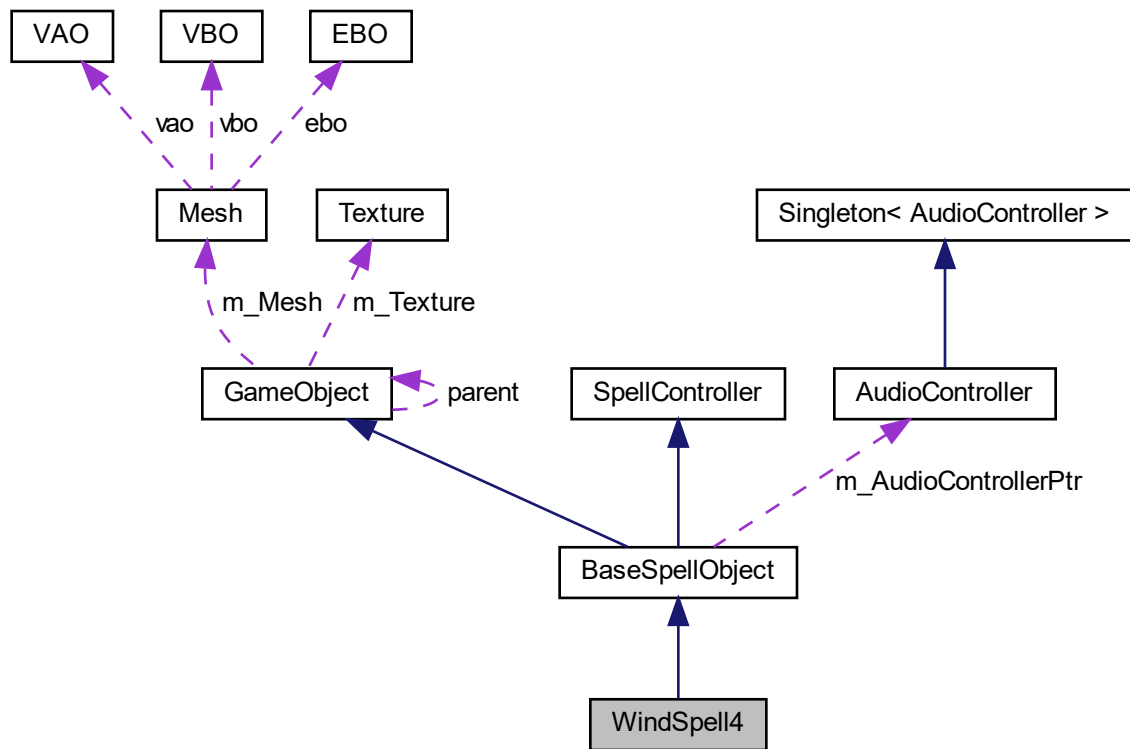 VAO
VBO
EBO
vao
vbo
ebo
Mesh
Texture
Singleton< AudioController >
m_Mesh
m_Texture
GameObject
parent
SpellController
AudioController
m_AudioControllerPtr
BaseSpellObject
WindSpell4